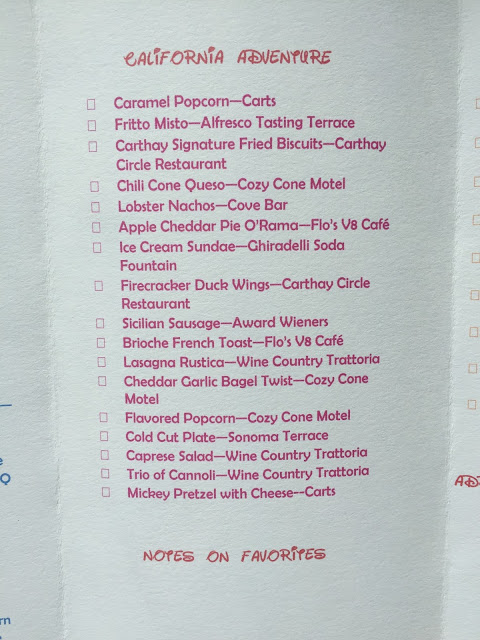 CALIFORNIA ADVENTURE
Caramel Popcorn—Carts
Fritto Misto—Alfresco Tasting Terrace
Carthay Signature Fried Biscuits—Carthay
Circle Restaurant
Chili Cone Queso—Cozy Cone Motel
Lobster Nachos—Cove Bar
Apple Cheddar Pie O'Rama—Flo's V8 Café
Ice Cream Sundae—Ghiradelli Soda
Fountain
Firecracker Duck Wings—Carthay Circle
Restaurant
Sicilian Sausage—Award Wieners
Brioche French Toast—Flo's V8 Café
Lasagna Rustica—Wine Country Trattoria
Cheddar Garlic Bagel Twist—Cozy Cone
Motel
Flavored Popcorn—Cozy Cone Motel
Cold Cut Plate—Sonoma Terrace
Caprese Salad—Wine Country Trattoria
Trio of Cannoli—Wine Country Trattoria
Mickey Pretzel with Cheese--Carts
NOTES ON FAVORITES